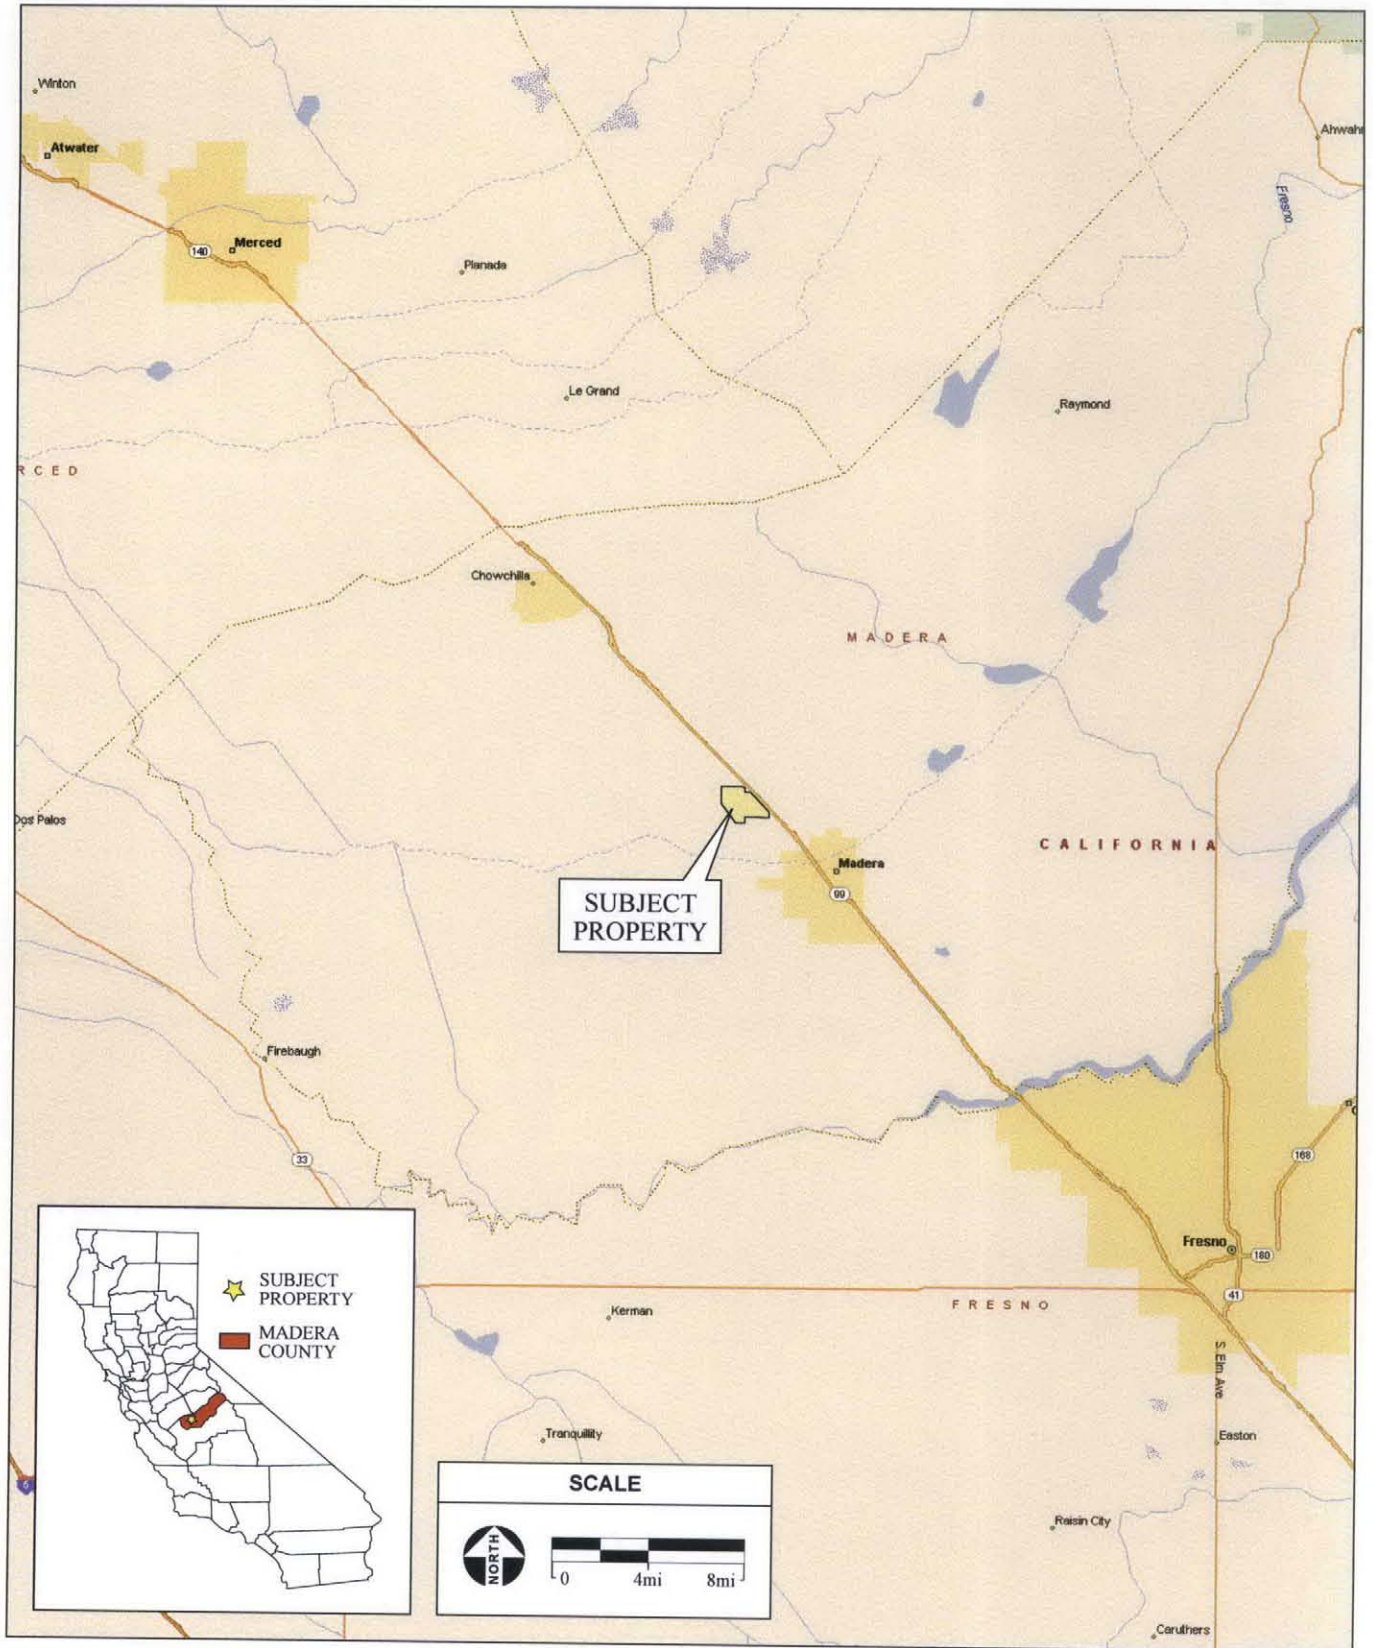 Winton
Atwater
Ahwahn
Fresno
140
Merced
Planada
Le Grand
Raymond
RCED
Chowchilla
MADERA
Dos Palos
CALIFORNIA
Madera
99
SUBJECT
PROPERTY
Firebaugh
33
168
Fresno
180
41
FRESNO
Kerman
S Elm Ave
Tranquillity
Easton
Raisin City
Caruthers
SUBJECT
PROPERTY
MADERA
COUNTY
5
SCALE
NORTH
0 4mi 8mi